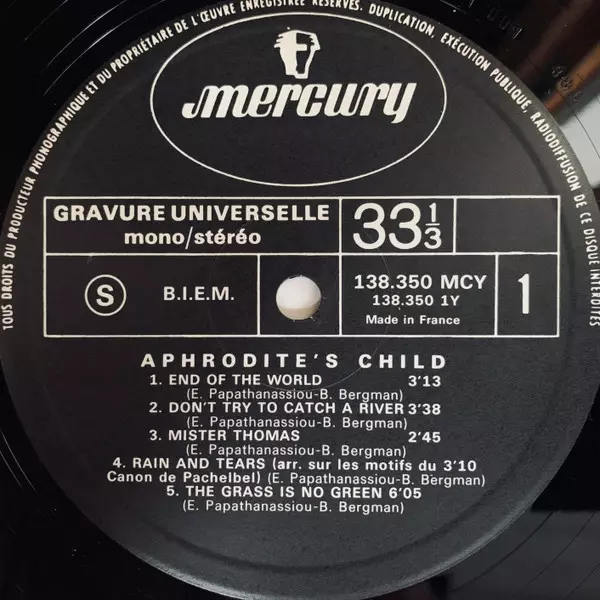 TOUS DROITS DU PRODUCTEUR PHONOGRAPHIQUE ET DU PROPRIÉTAIRE DE L'ŒUVRE ENREGISTRÉE RÉSERVÉS. DUPLICATION, EXÉCUTION PUBLIQUE, RADIODIFFUSION DE CE DISQUE INTERDITES
mercury
GRAVURE UNIVERSELLE
mono/stéréo
33 1/3
S
B.I.E.M.
138.350 MCY
138.350 1Y
Made in France
1
APHRODITE'S CHILD
1. END OF THE WORLD 3'13
(E. Papathanassiou-B. Bergman)
2. DON'T TRY TO CATCH A RIVER 3'38
(E. Papathanassiou-B. Bergman)
3. MISTER THOMAS 2'45
(E. Papathanassiou-B. Bergman)
4. RAIN AND TEARS (arr. sur les motifs du 3'10
Canon de Pachelbel) (E. Papathanassiou-B. Bergman)
5. THE GRASS IS NO GREEN 6'05
(E. Papathanassiou-B. Bergman)